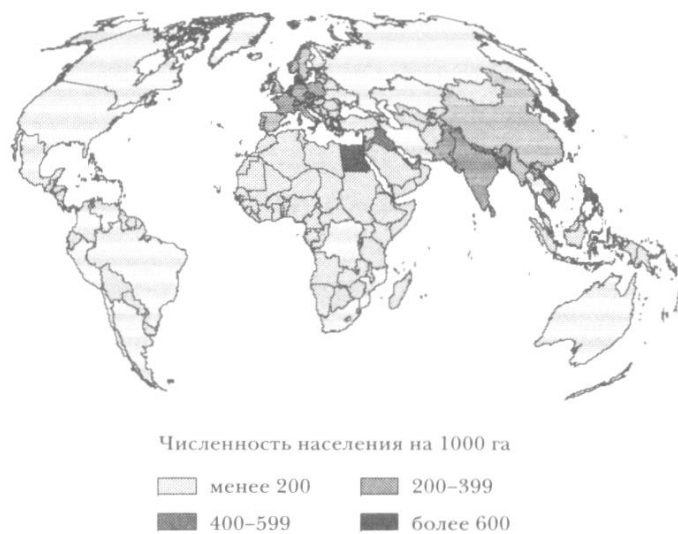 Численность населения на 1000 га
менее 200
200–399
400–599
более 600